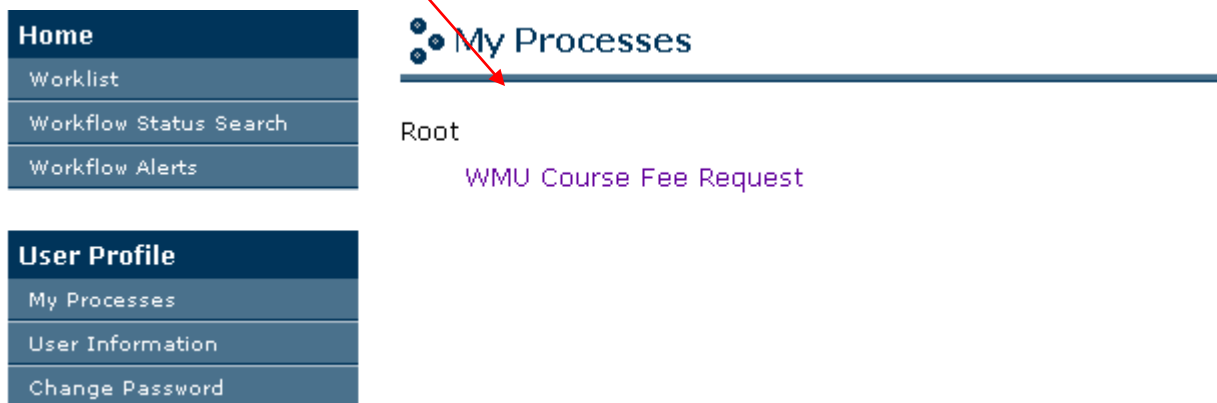 Home
Worklist
Workflow Status Search
Workflow Alerts
User Profile
My Processes
User Information
Change Password
My Processes
Root
WMU Course Fee Request